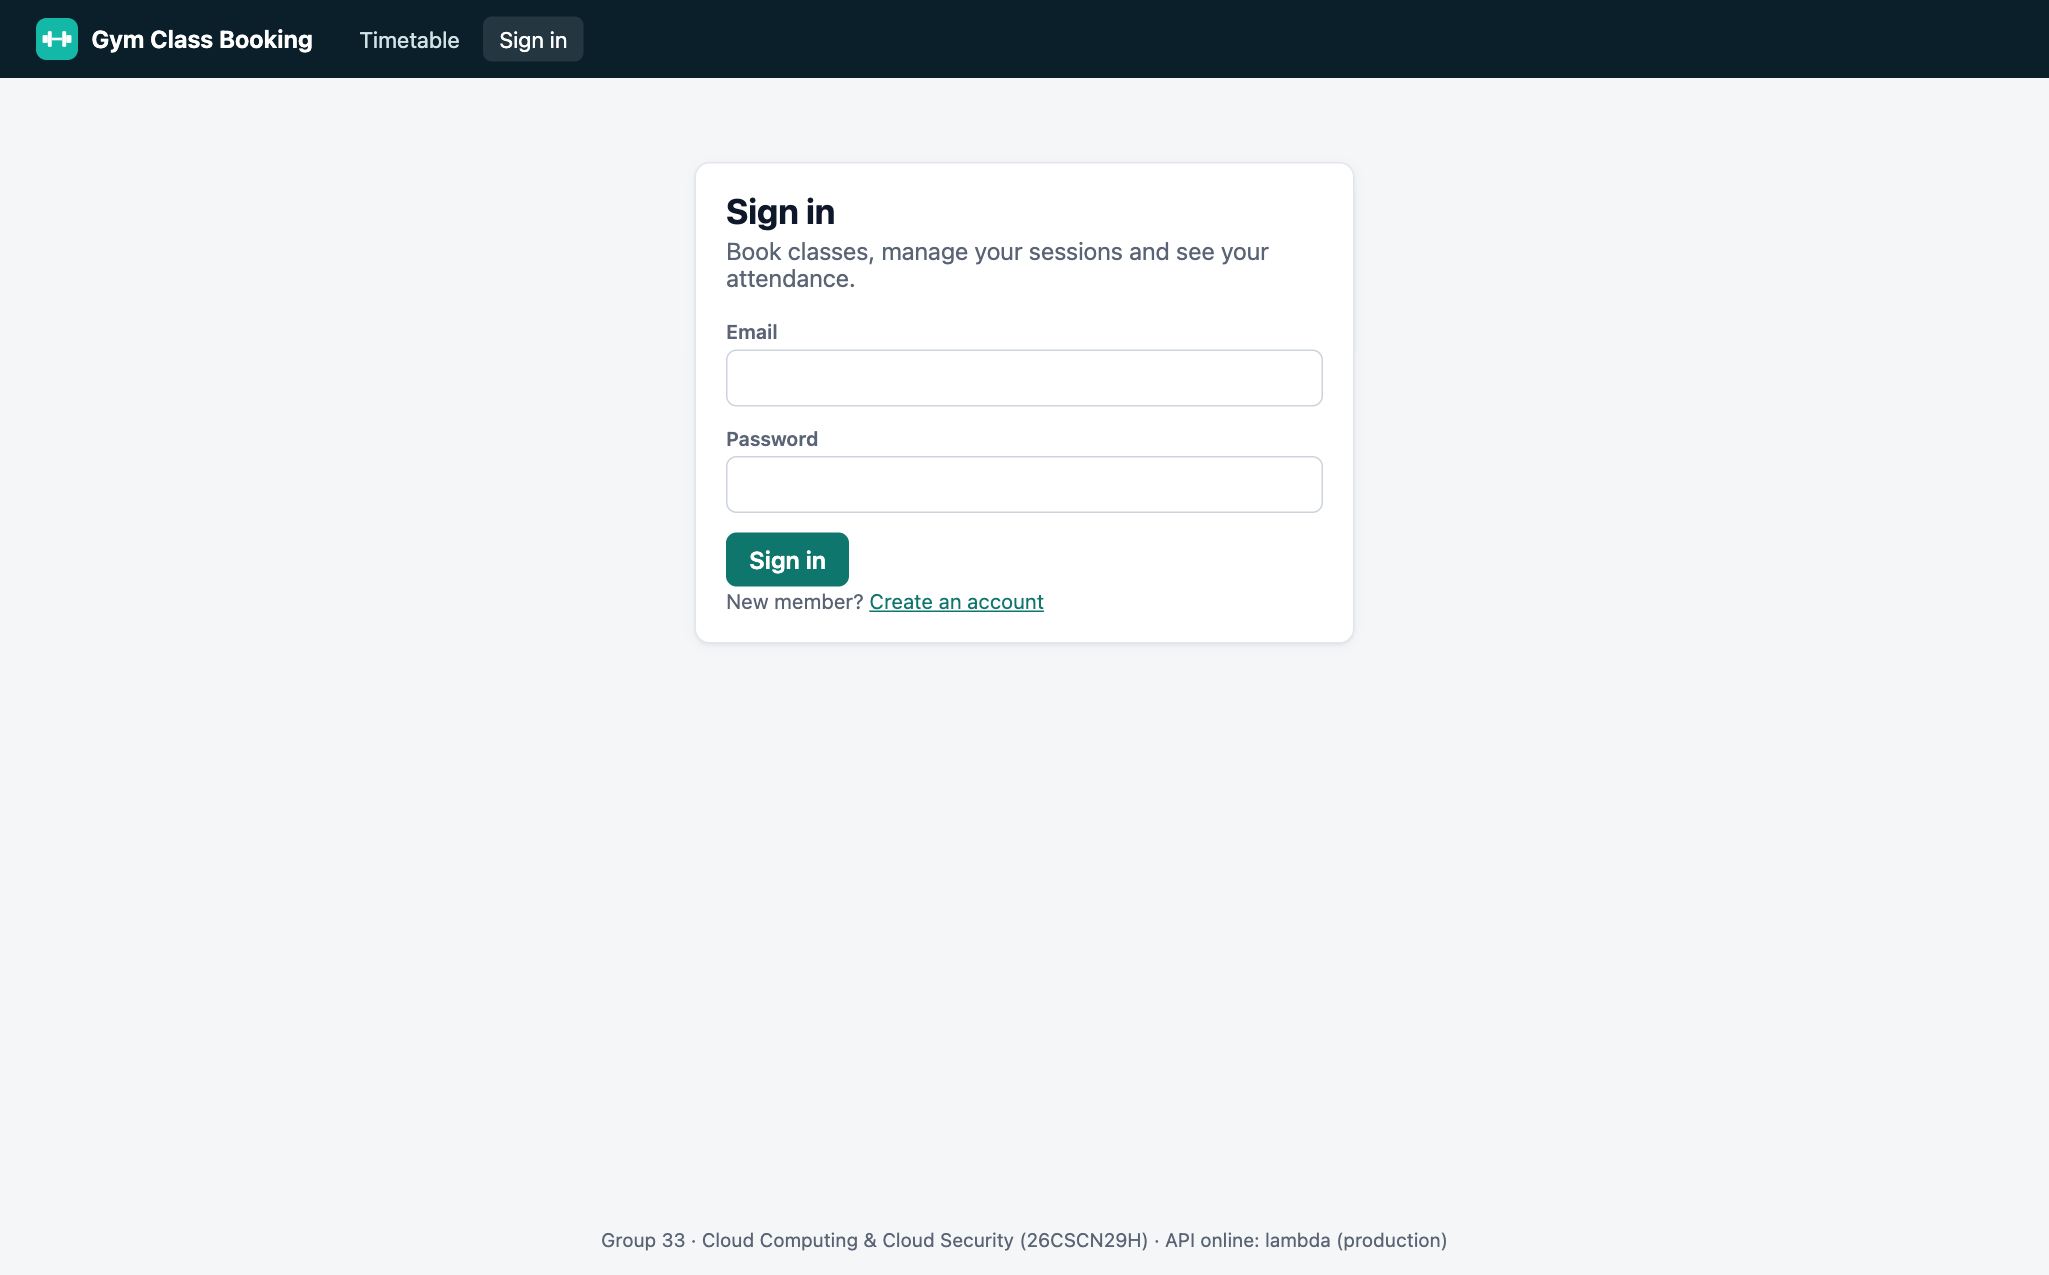 Gym Class Booking
Timetable
Sign in
Sign in
Book classes, manage your sessions and see your
attendance.
Email
Password
Sign in
New member? Create an account
Group 33 · Cloud Computing & Cloud Security (26CSCN29H) · API online: lambda (production)